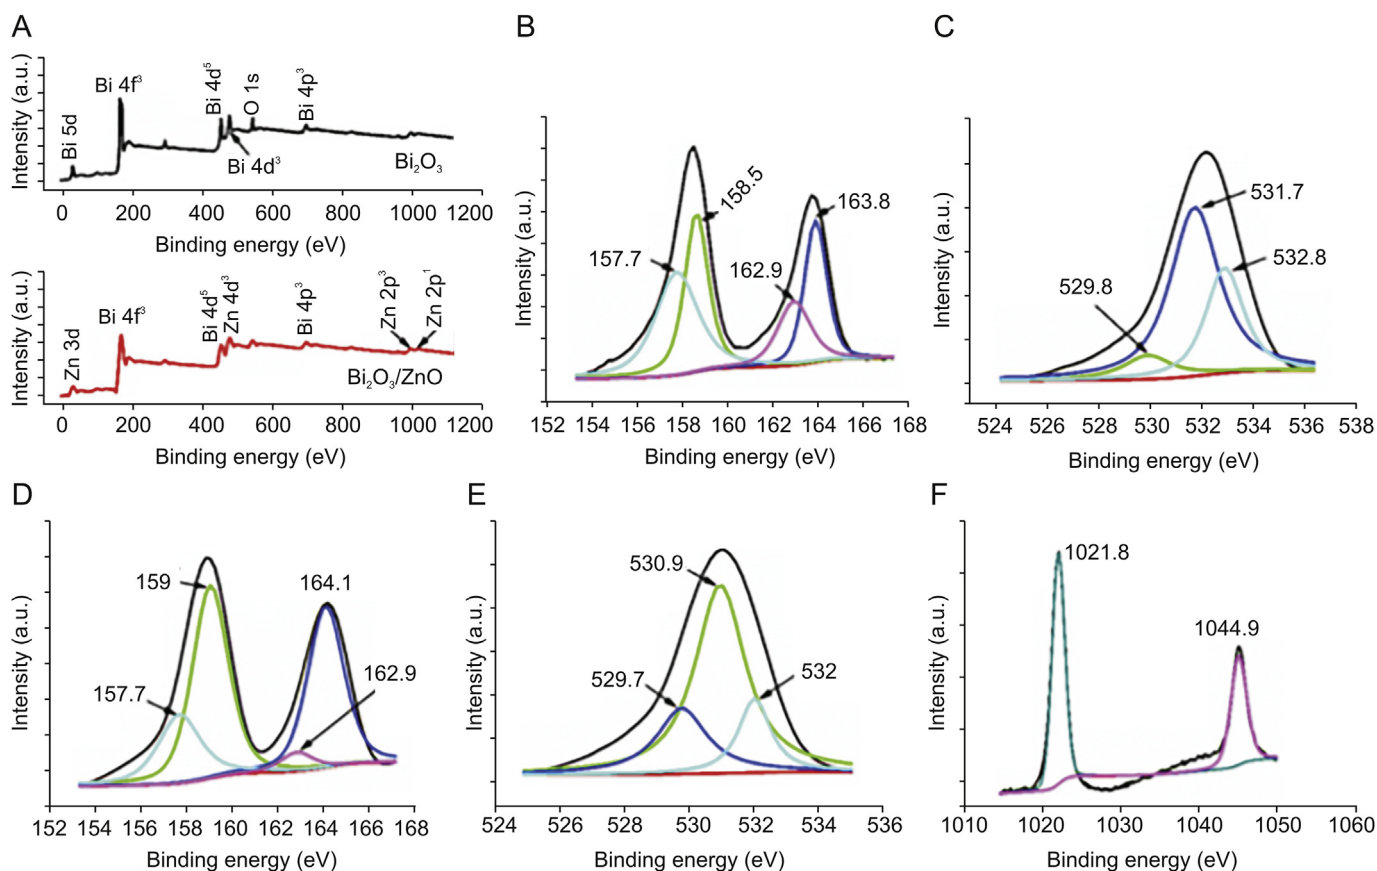 A
Intensity (a.u.)
Bi 5d
Bi 4f³
Bi 4d⁵
Bi 4d³
O 1s
Bi 4p³
Bi₂O₃
0 200 400 600 800 1000 1200
Binding energy (eV)
Intensity (a.u.)
Zn 3d
Bi 4f³
Bi 4d⁵
Zn 4d³
Bi 4p³
Zn 2p³
Zn 2p¹
Bi₂O₃/ZnO
0 200 400 600 800 1000 1200
Binding energy (eV)
B
Intensity (a.u.)
157.7
158.5
162.9
163.8
152 154 156 158 160 162 164 166 168
Binding energy (eV)
C
Intensity (a.u.)
529.8
531.7
532.8
524 526 528 530 532 534 536 538
Binding energy (eV)
D
Intensity (a.u.)
159
164.1
157.7
162.9
152 154 156 158 160 162 164 166 168
Binding energy (eV)
E
Intensity (a.u.)
530.9
529.7
532
524 526 528 530 532 534 536
Binding energy (eV)
F
Intensity (a.u.)
1021.8
1044.9
1010 1020 1030 1040 1050 1060
Binding energy (eV)